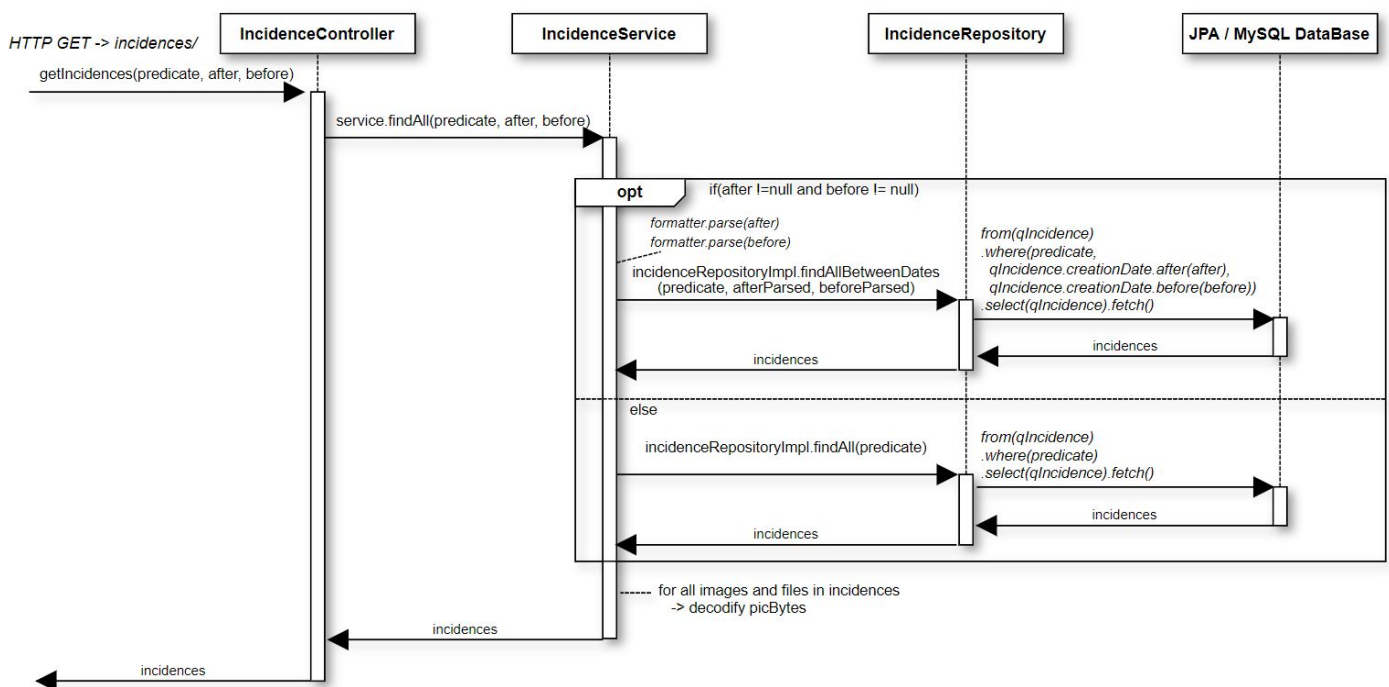 IncidenceController
IncidenceService
IncidenceRepository
JPA / MySQL DataBase
HTTP GET -> incidences/
getIncidences(predicate, after, before)
service.findAll(predicate, after, before)
opt
if(after !=null and before != null)
formatter.parse(after)
formatter.parse(before)
incidenceRepositoryImpl.findAllBetweenDates
(predicate, afterParsed, beforeParsed)
from(qIncidence)
.where(predicate,
qIncidence.creationDate.after(after),
qIncidence.creationDate.before(before))
.select(qIncidence).fetch()
incidences
incidences
else
incidenceRepositoryImpl.findAll(predicate)
from(qIncidence)
.where(predicate)
.select(qIncidence).fetch()
incidences
incidences
for all images and files in incidences
-> decodify picBytes
incidences
incidences